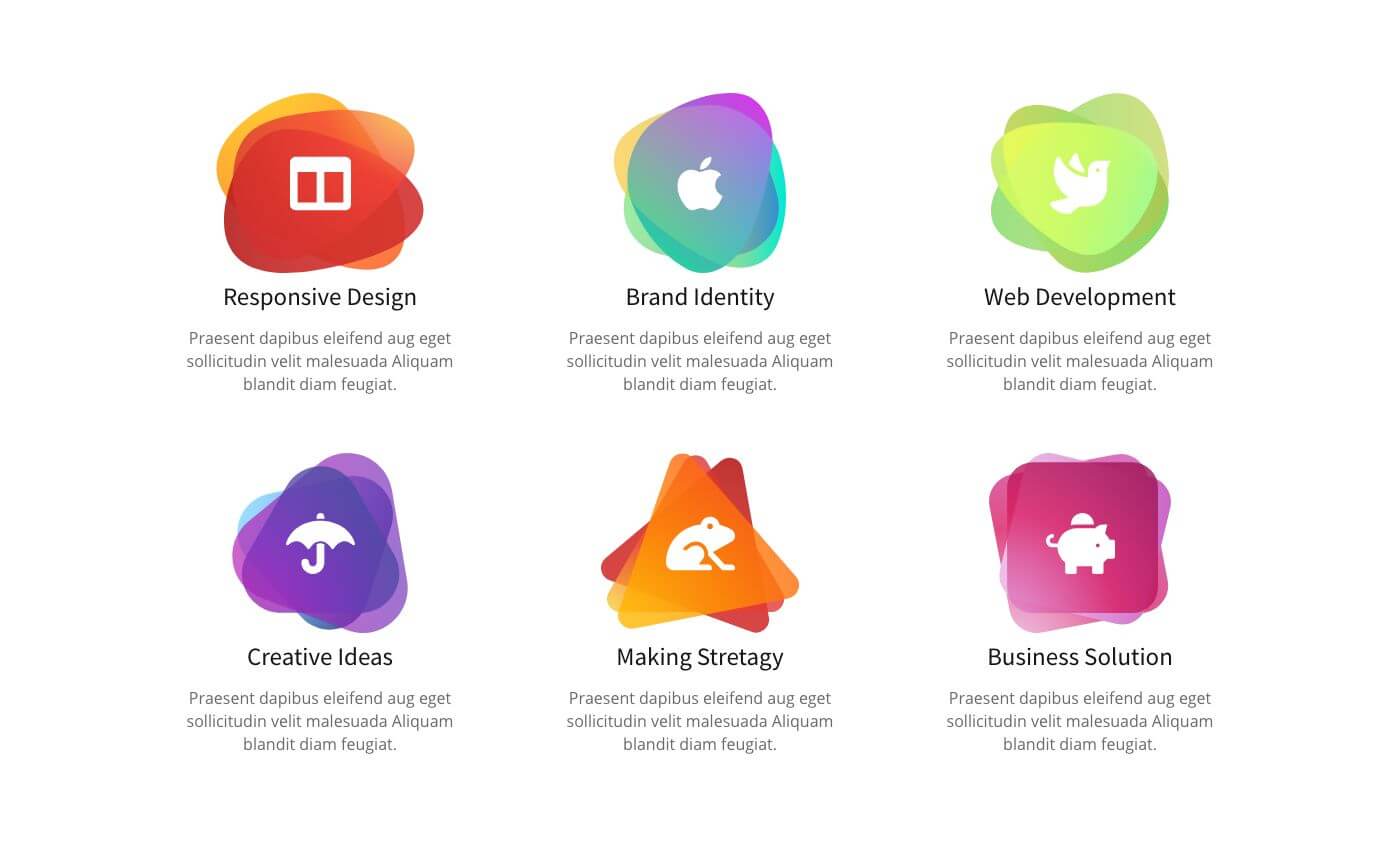 Responsive Design
Praesent dapibus eleifend aug eget
sollicitudin velit malesuada Aliquam
blandit diam feugiat.
Brand Identity
Praesent dapibus eleifend aug eget
sollicitudin velit malesuada Aliquam
blandit diam feugiat.
Web Development
Praesent dapibus eleifend aug eget
sollicitudin velit malesuada Aliquam
blandit diam feugiat.
Creative Ideas
Praesent dapibus eleifend aug eget
sollicitudin velit malesuada Aliquam
blandit diam feugiat.
Making Stretagy
Praesent dapibus eleifend aug eget
sollicitudin velit malesuada Aliquam
blandit diam feugiat.
Business Solution
Praesent dapibus eleifend aug eget
sollicitudin velit malesuada Aliquam
blandit diam feugiat.